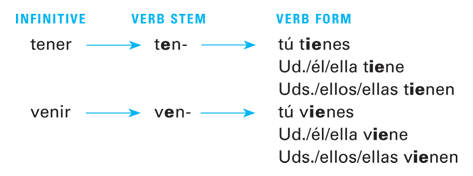 INFINITIVE VERB STEM VERB FORM
tener ten- tú tienes
Ud./él/ella tiene
Uds./ellos/ellas tienen
venir ven- tú vienes
Ud./él/ella viene
Uds./ellos/ellas vienen